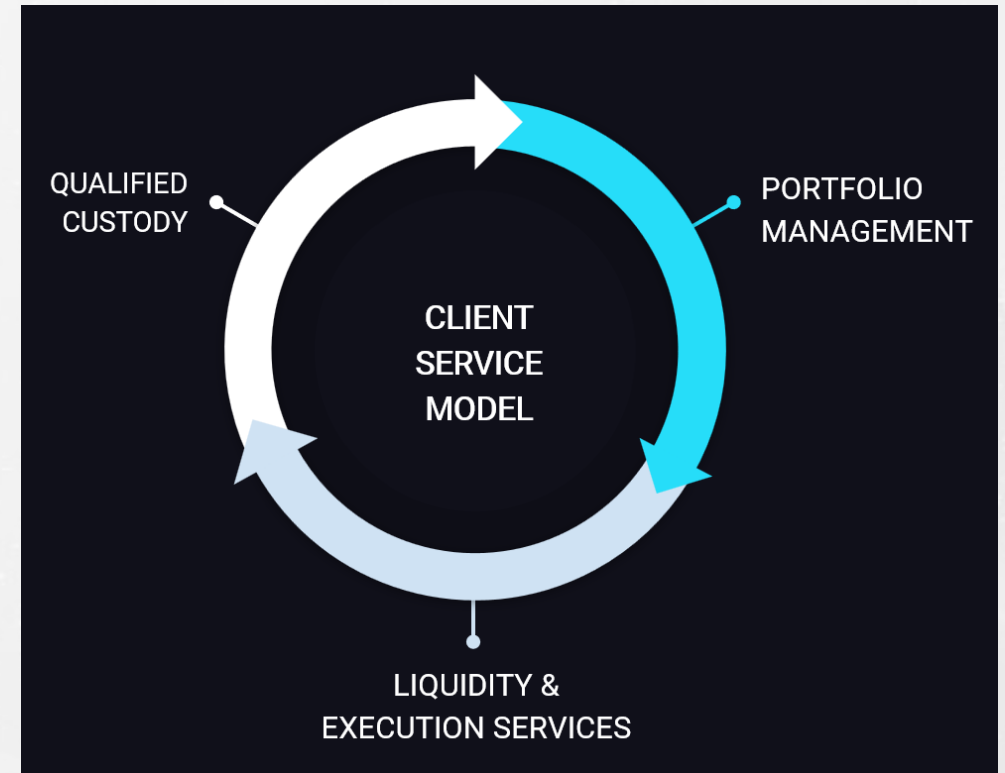 QUALIFIED
CUSTODY
PORTFOLIO
MANAGEMENT
CLIENT
SERVICE
MODEL
LIQUIDITY &
EXECUTION SERVICES